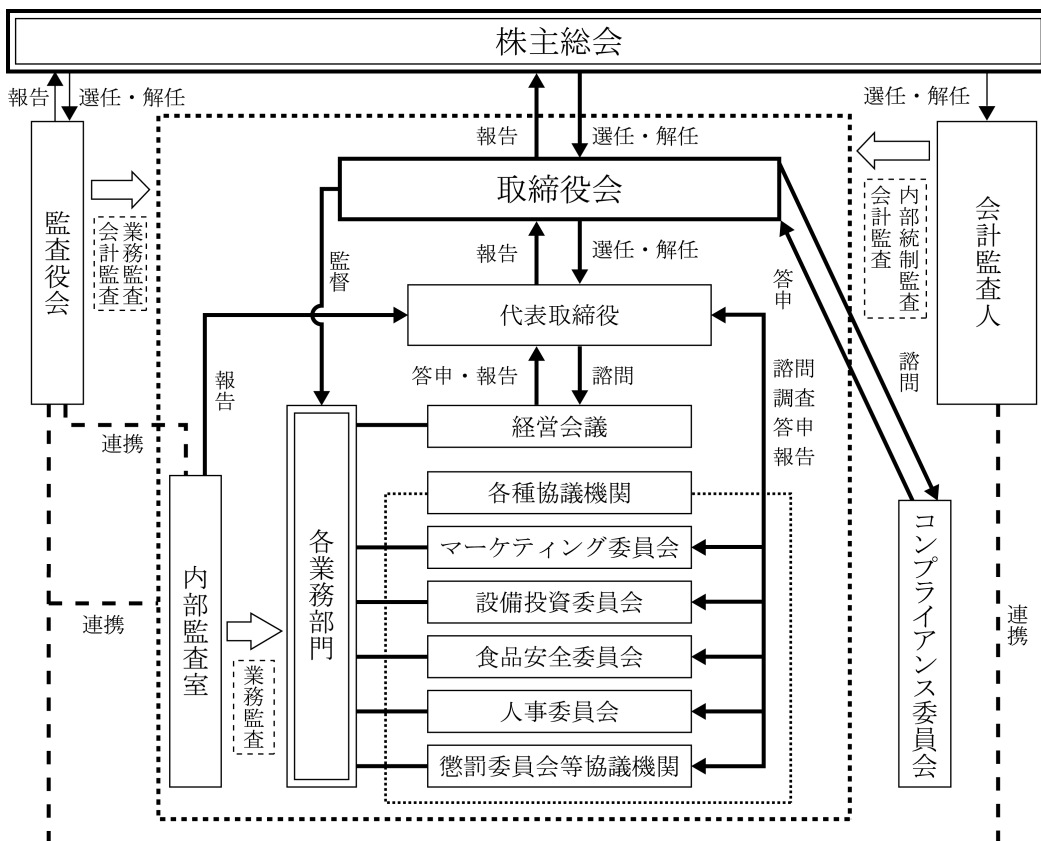 株主総会
報告
選任・解任
選任・解任
報告
選任・解任
取締役会
監査役会
業務監査
会計監査
会計監査人
内部統制監査
会計監査
監督
報告
選任・解任
答申
代表取締役
報告
答申・報告
諮問
諮問
調査
答申
報告
諮問
連携
経営会議
各種協議機関
マーケティング委員会
設備投資委員会
食品安全委員会
人事委員会
懲罰委員会等協議機関
各業務部門
内部監査室
業務監査
連携
コンプライアンス委員会
連携